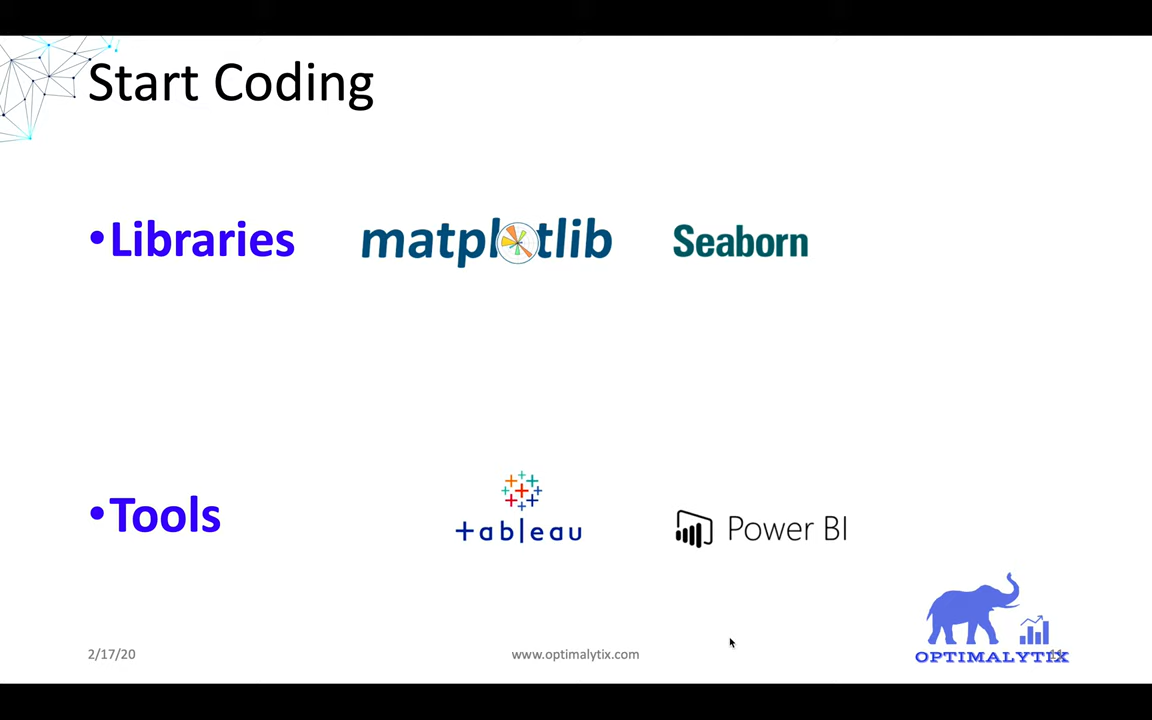 Start Coding
•Libraries matplotlib Seaborn
•Tools +ableau Power BI
2/17/20 www.optimalytix.com OPTIMALYTIX